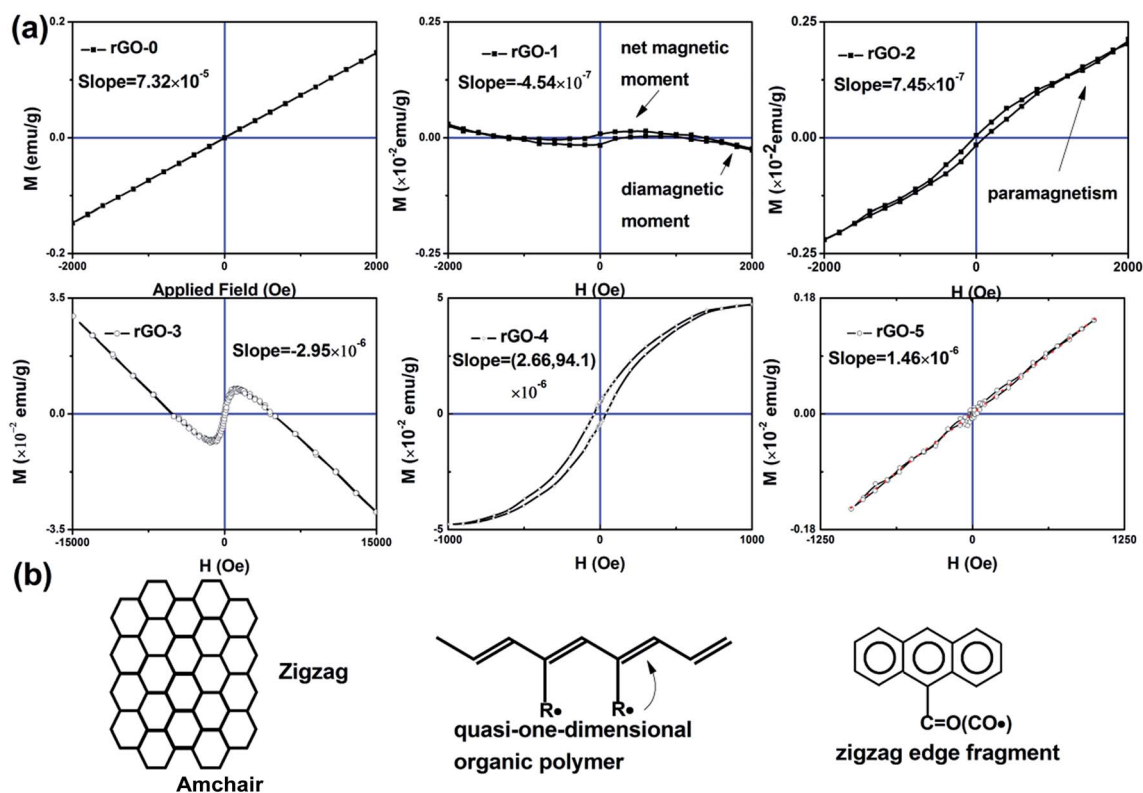 (a)
M (emu/g)
0.2
0.0
-0.2
rGO-0
Slope=7.32×10-5
-2000
0
2000
Applied Field (Oe)
M (×10-2 emu/g)
0.25
0.00
-0.25
rGO-1
Slope=-4.54×10-7
net magnetic
moment
diamagnetic
moment
-2000
0
2000
H (Oe)
M (×10-2 emu/g)
0.25
0.00
-0.25
rGO-2
Slope=7.45×10-7
paramagnetism
-2000
0
2000
H (Oe)
M (×10-2 emu/g)
3.5
0.0
-3.5
rGO-3
Slope=-2.95×10-6
-15000
0
15000
H (Oe)
M (×10-2 emu/g)
5
0
-5
rGO-4
Slope=(2.66,94.1)
×10-6
-1000
0
1000
H (Oe)
M (×10-2 emu/g)
0.18
0.00
-0.18
rGO-5
Slope=1.46×10-6
-1250
0
1250
H (Oe)
(b)
Zigzag
Amchair
R•
R•
quasi-one-dimensional
organic polymer
C=O(CO•)
zigzag edge fragment